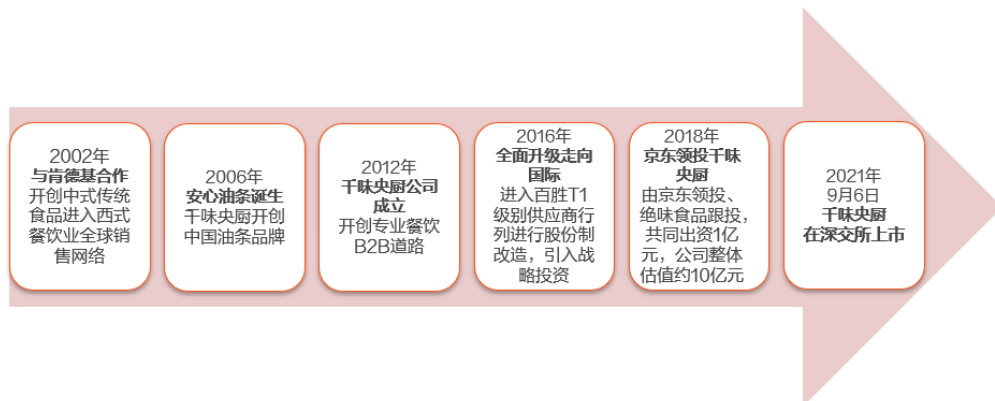 2002年
与肯德基合作
开创中式传统
食品进入西式
餐饮业全球销
售网络
2006年
安心油条诞生
千味央厨开创
中国油条品牌
2012年
千味央厨公司
成立
开创专业餐饮
B2B道路
2016年
全面升级走向
国际
进入百胜T1
级别供应商行
列进行股份制
改造，引入战
略投资
2018年
京东领投千味
央厨
由京东领投、
绝味食品跟投，
共同出资1亿
元，公司整体
估值约10亿元
2021年
9月6日
千味央厨
在深交所上市